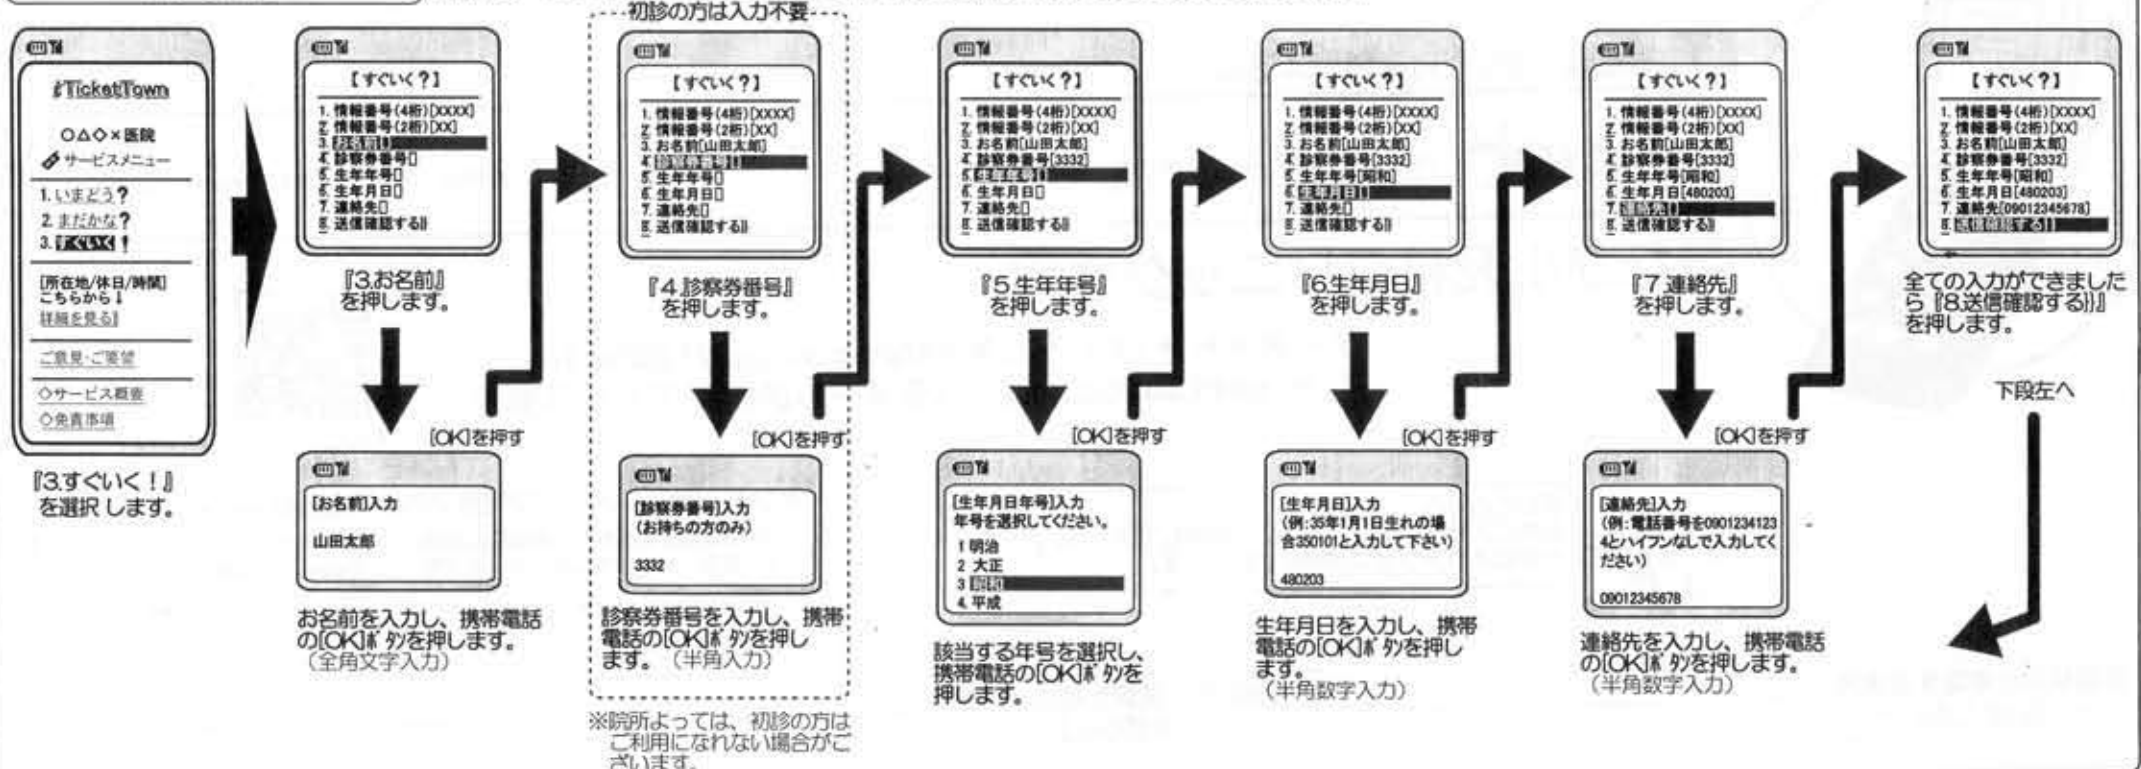 初診の方は入力不要
iTicketTown
○△◇×医院
サービスメニュー
1. いまどう?
2. まだかな?
3. すぐいく!
[所在地/休日/時間]
こちらから↓
詳細を見る}}
ご意見・ご要望
◇サービス概要
◇免責事項
『3.すぐいく!』
を選択します。
【すぐいく?】
1. 情報番号(4桁)[XXXX]
2. 情報番号(2桁)[XX]
3. お名前[]
4. 診察券番号[]
5. 生年年号[]
6. 生年月日[]
7. 連絡先[]
8. 送信確認する}}
『3.お名前』
を押します。
[OK]を押す
[お名前]入力
山田太郎
お名前を入力し、携帯電話
の[OK]ボタンを押します。
(全角文字入力)
【すぐいく?】
1. 情報番号(4桁)[XXXX]
2. 情報番号(2桁)[XX]
3. お名前[山田太郎]
4. 診察券番号[]
5. 生年年号[]
6. 生年月日[]
7. 連絡先[]
8. 送信確認する}}
『4.診察券番号』
を押します。
[OK]を押す
[診察券番号]入力
(お持ちの方のみ)
3332
診察券番号を入力し、携帯
電話の[OK]ボタンを押し
ます。(半角入力)
※院所よっては、初診の方は
ご利用になれない場合がご
ざいます。
【すぐいく?】
1. 情報番号(4桁)[XXXX]
2. 情報番号(2桁)[XX]
3. お名前[山田太郎]
4. 診察券番号[3332]
5. 生年年号[]
6. 生年月日[]
7. 連絡先[]
8. 送信確認する}}
『5.生年年号』
を押します。
[OK]を押す
[生年月日年号]入力
年号を選択してください。
1 明治
2 大正
3 昭和
4. 平成
該当する年号を選択し、
携帯電話の[OK]ボタンを
押します。
【すぐいく?】
1. 情報番号(4桁)[XXXX]
2. 情報番号(2桁)[XX]
3. お名前[山田太郎]
4. 診察券番号[3332]
5. 生年年号[昭和]
6. 生年月日[]
7. 連絡先[]
8. 送信確認する}}
『6.生年月日』
を押します。
[OK]を押す
[生年月日]入力
(例:35年1月1日生れの場
合350101と入力して下さい)
480203
生年月日を入力し、携帯
電話の[OK]ボタンを押し
ます。
(半角数字入力)
【すぐいく?】
1. 情報番号(4桁)[XXXX]
2. 情報番号(2桁)[XX]
3. お名前[山田太郎]
4. 診察券番号[3332]
5. 生年年号[昭和]
6. 生年月日[480203]
7. 連絡先[]
8. 送信確認する}}
『7.連絡先』
を押します。
[OK]を押す
[連絡先]入力
(例:電話番号を0901234123
4とハイフンなしで入力してく
ださい)
09012345678
連絡先を入力し、携帯電話
の[OK]ボタンを押します。
(半角数字入力)
【すぐいく?】
1. 情報番号(4桁)[XXXX]
2. 情報番号(2桁)[XX]
3. お名前[山田太郎]
4. 診察券番号[3332]
5. 生年年号[昭和]
6. 生年月日[480203]
7. 連絡先[09012345678]
8. 送信確認する}}
全ての入力ができました
ら『8.送信確認する}}』
を押します。
下段左へ